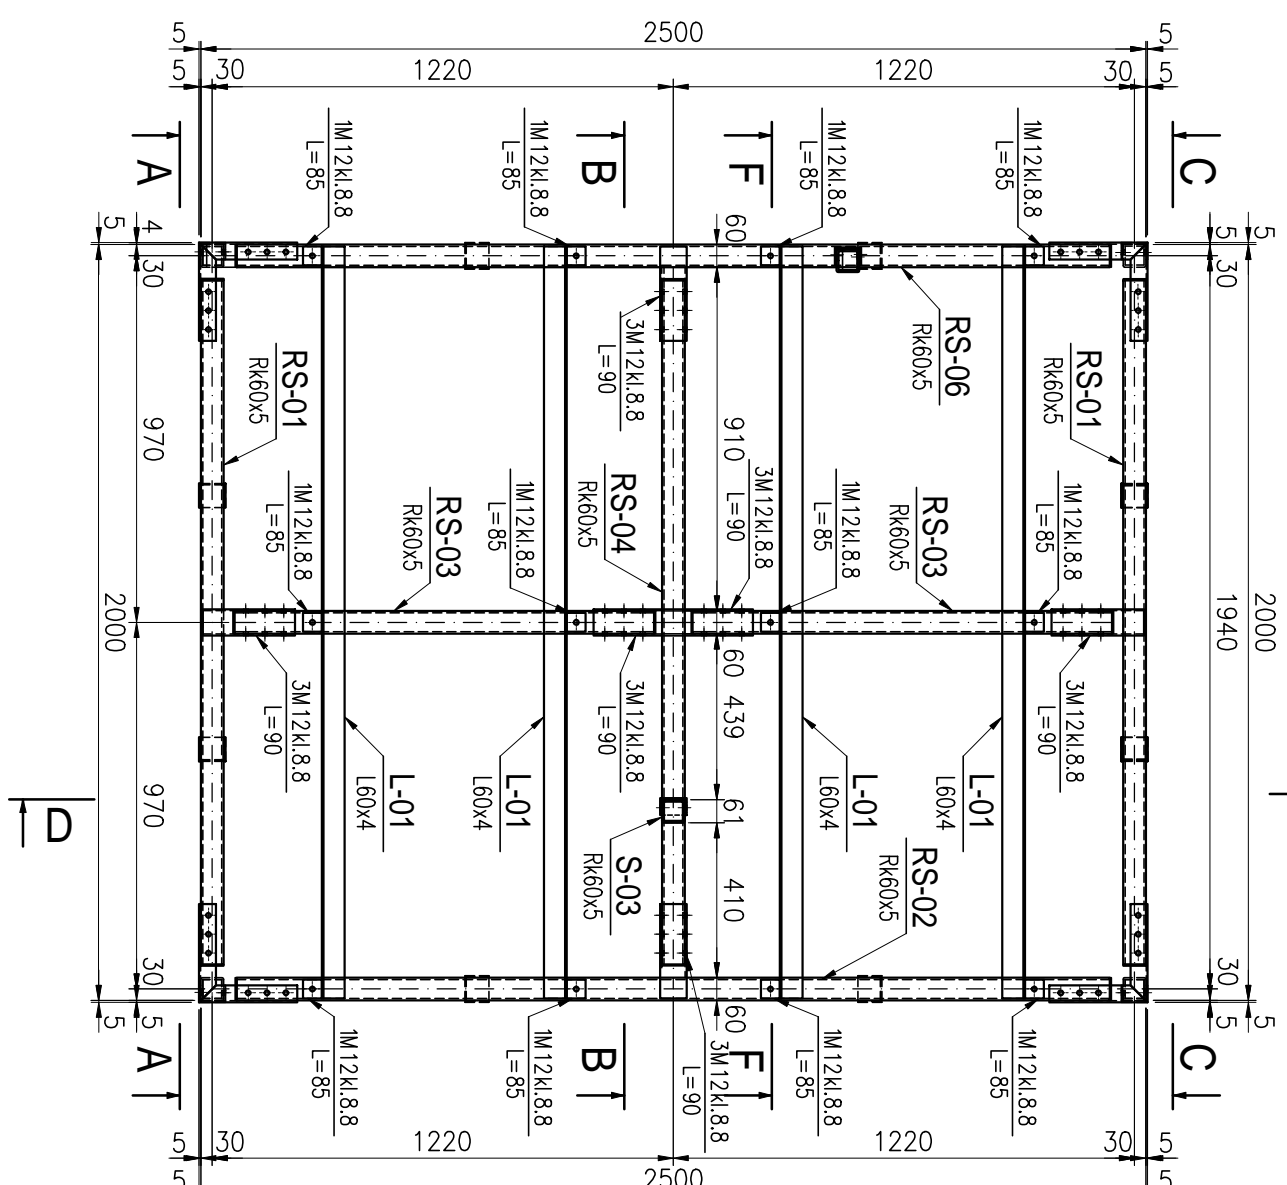 5
2500
5
5
30
1220
1220
30
5
A
1M12kl.8.8
L=85
1M12kl.8.8
L=85
B
F
1M12kl.8.8
L=85
1M12kl.8.8
L=85
C
5
4
30
60
5
30
5
RS-01
Rk60x5
3M12kl.8.8
L=90
RS-06
Rk60x5
RS-01
Rk60x5
970
910
1M12kl.8.8
L=85
RS-03
Rk60x5
1M12kl.8.8
L=85
RS-04
Rk60x5
3M12kl.8.8
L=90
1M12kl.8.8
L=85
RS-03
Rk60x5
1M12kl.8.8
L=85
2000
1940
2000
3M12kl.8.8
L=90
3M12kl.8.8
L=90
60
439
3M12kl.8.8
L=90
L-01
L60x4
L-01
L60x4
L-01
L60x4
L-01
L60x4
D
970
61
410
S-03
Rk60x5
RS-02
Rk60x5
5
30
5
60
30
5
5
A
1M12kl.8.8
L=85
1M12kl.8.8
L=85
B
3M12kl.8.8
L=90
F
1M12kl.8.8
L=85
1M12kl.8.8
L=85
C
5
30
1220
1220
30
5
5
2500
5